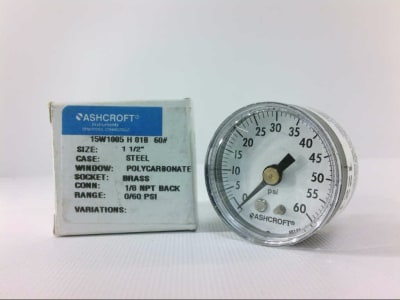 ASHCROFT®
15W1005 H 01B 60#
SIZE: 1 1/2"
CASE: STEEL
WINDOW: POLYCARBONATE
SOCKET: BRASS
CONN: 1/8 NPT BACK
RANGE: 0/60 PSI
VARIATIONS:
0 5 10 15 20 25 30 35 40 45 50 55 60
psi
ASHCROFT®